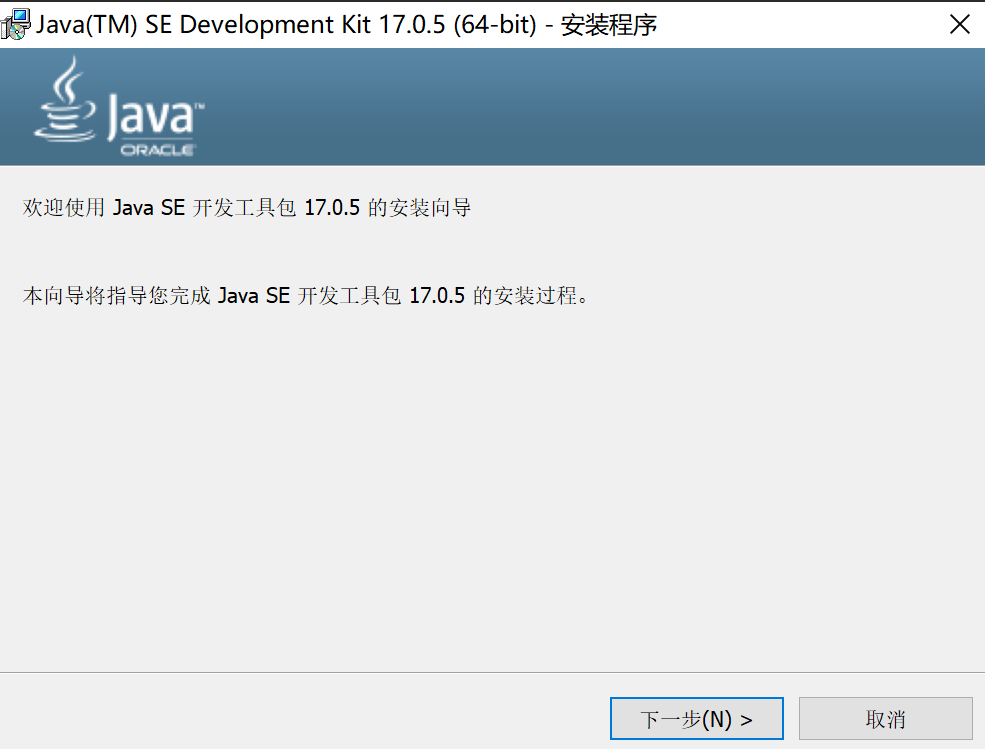 Java(TM) SE Development Kit 17.0.5 (64-bit) - 安装程序
Java™
ORACLE
欢迎使用 Java SE 开发工具包 17.0.5 的安装向导
本向导将指导您完成 Java SE 开发工具包 17.0.5 的安装过程。
下一步(N) >
取消